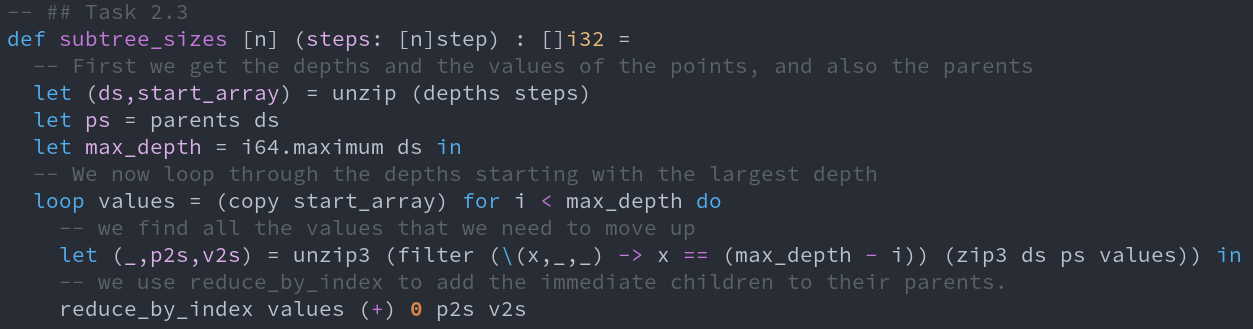 -- ## Task 2.3
def subtree_sizes [n] (steps: [n]step) : []i32 =
  -- First we get the depths and the values of the points, and also the parents
  let (ds,start_array) = unzip (depths steps)
  let ps = parents ds
  let max_depth = i64.maximum ds in
  -- We now loop through the depths starting with the largest depth
  loop values = (copy start_array) for i < max_depth do
    -- we find all the values that we need to move up
    let (_,p2s,v2s) = unzip3 (filter (\(x,_,_) -> x == (max_depth - i)) (zip3 ds ps values)) in
    -- we use reduce_by_index to add the immediate children to their parents.
    reduce_by_index values (+) 0 p2s v2s